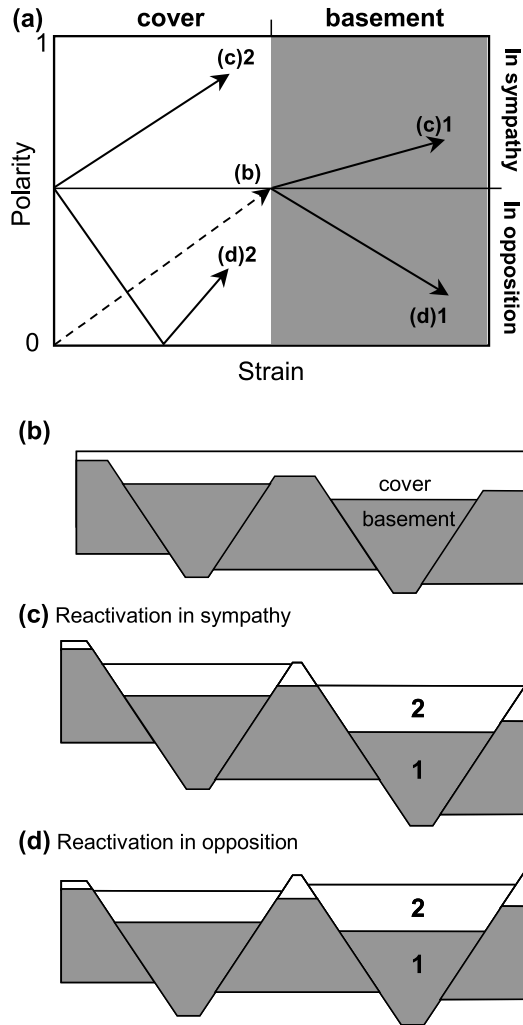 (a)
cover
basement
1
(c)2
(c)1
(b)
(d)2
(d)1
0
Polarity
Strain
In sympathy
In opposition
(b)
cover
basement
(c) Reactivation in sympathy
2
1
(d) Reactivation in opposition
2
1